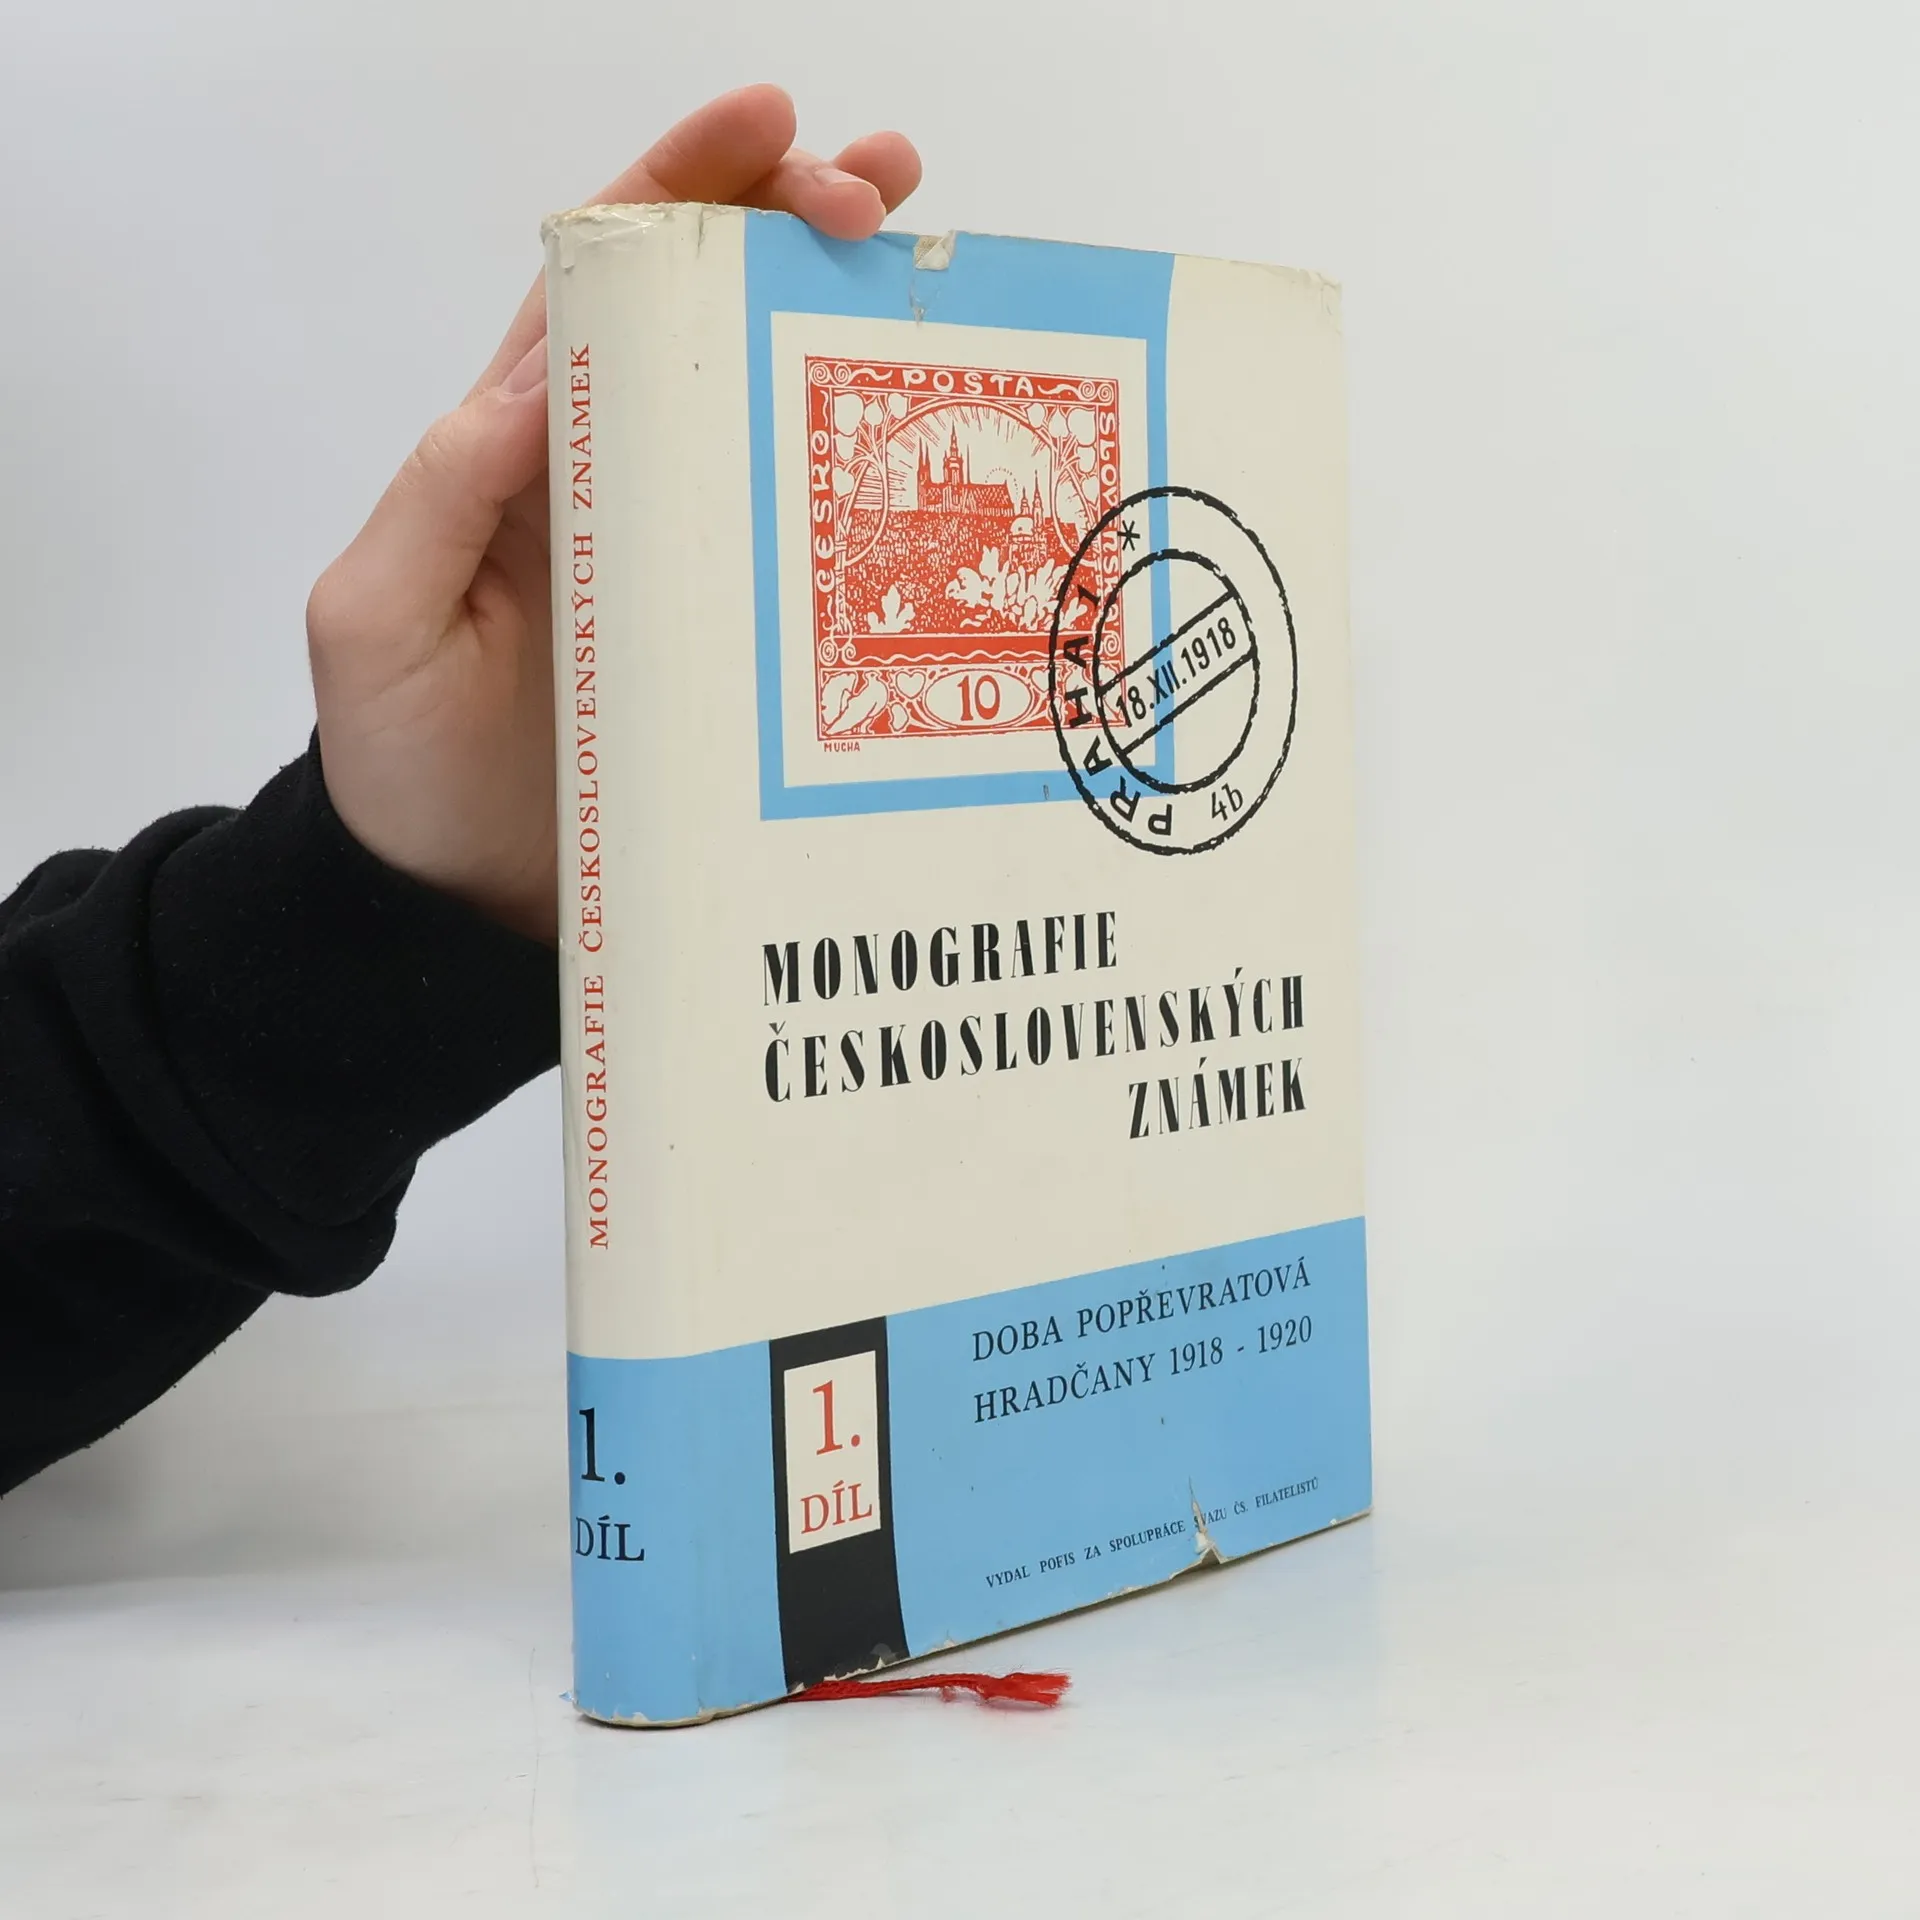 MONOGRAFIE ČESKOSLOVENSKÝCH ZNÁMEK
1.
DÍL
POŠTA
ČESKO
SLOVENSKÁ
10
MUCHA
PRAHA 1 *
18.XII.1918
4b
MONOGRAFIE
ČESKOSLOVENSKÝCH
ZNÁMEK
1.
DÍL
DOBA POPŘEVRATOVÁ
HRADČANY 1918 - 1920
VYDAL POFIS ZA SPOLUPRÁCE SVAZU ČS. FILATELISTŮ